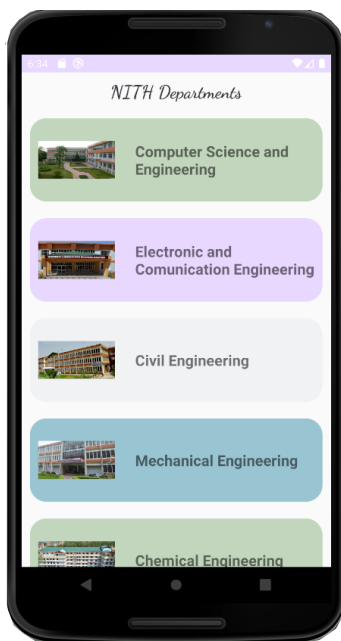 6:34
NITH Departments
Computer Science and
Engineering
Electronic and
Comunication Engineering
Civil Engineering
Mechanical Engineering
Chemical Engineering